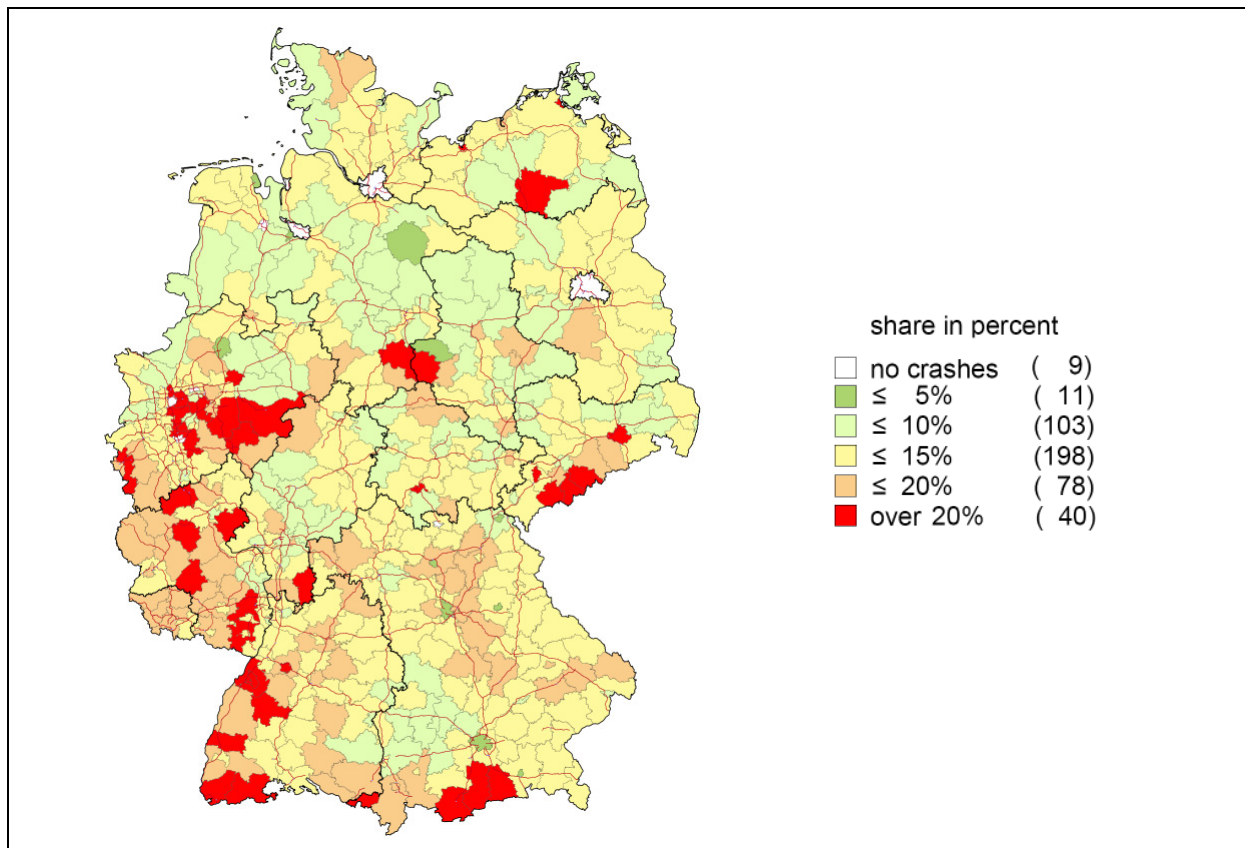 share in percent
no crashes ( 9)
≤ 5% ( 11)
≤ 10% (103)
≤ 15% (198)
≤ 20% ( 78)
over 20% ( 40)